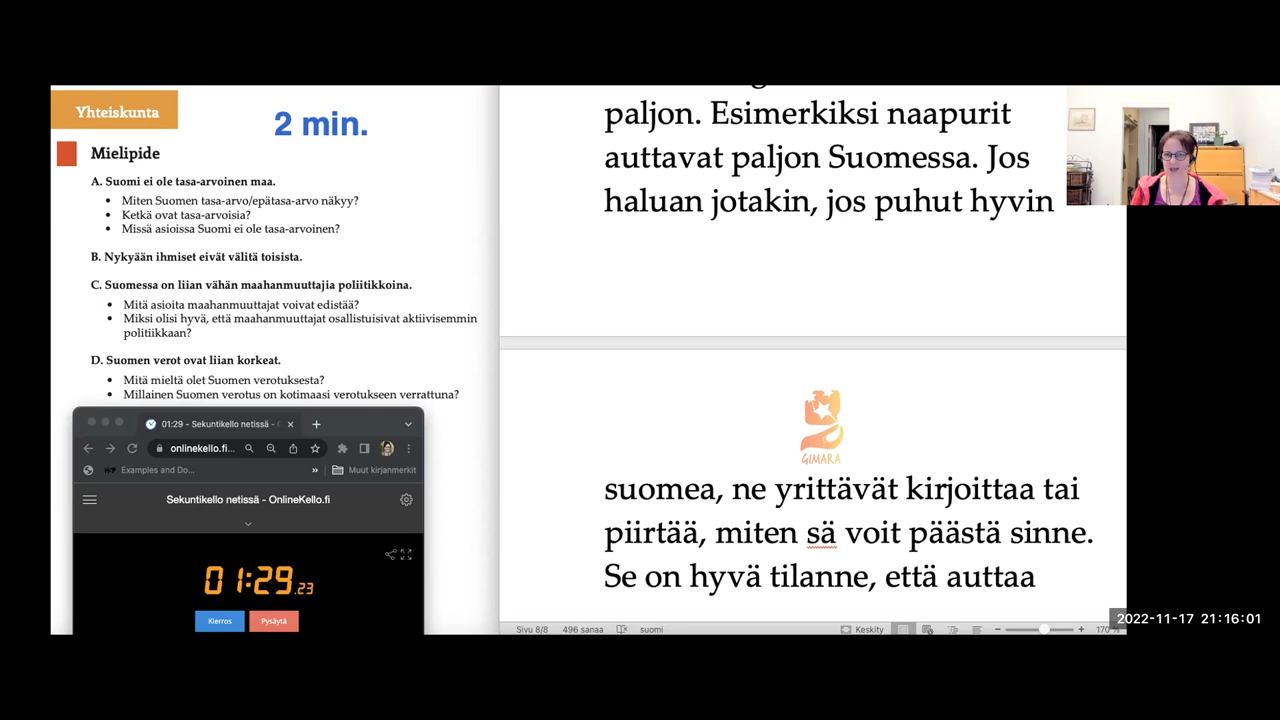 Yhteiskunta
2 min.
Mielipide
A. Suomi ei ole tasa-arvoinen maa.
• Miten Suomen tasa-arvo/epätasa-arvo näkyy?
• Ketkä ovat tasa-arvoisia?
• Missä asioissa Suomi ei ole tasa-arvoinen?
B. Nykyään ihmiset eivät välitä toisista.
C. Suomessa on liian vähän maahanmuuttajia poliitikkoina.
• Mitä asioita maahanmuuttajat voivat edistää?
• Miksi olisi hyvä, että maahanmuuttajat osallistuisivat aktiivisemmin
politiikkaan?
D. Suomen verot ovat liian korkeat.
• Mitä mieltä olet Suomen verotuksesta?
• Millainen Suomen verotus on kotimaasi verotukseen verrattuna?
01:29 - Sekuntikello netissä -
onlinekello.fi...
Examples and Do...
» Muut kirjanmerkit
Sekuntikello netissä - OnlineKello.fi
01:29.23
Kierros Pysäytä
paljon. Esimerkiksi naapurit
auttavat paljon Suomessa. Jos
haluan jotakin, jos puhut hyvin
GIMARA
suomea, ne yrittävät kirjoittaa tai
piirtää, miten sä voit päästä sinne.
Se on hyvä tilanne, että auttaa
Sivu 8/8 496 sanaa suomi Keskity 170 %
2022-11-17 21:16:01